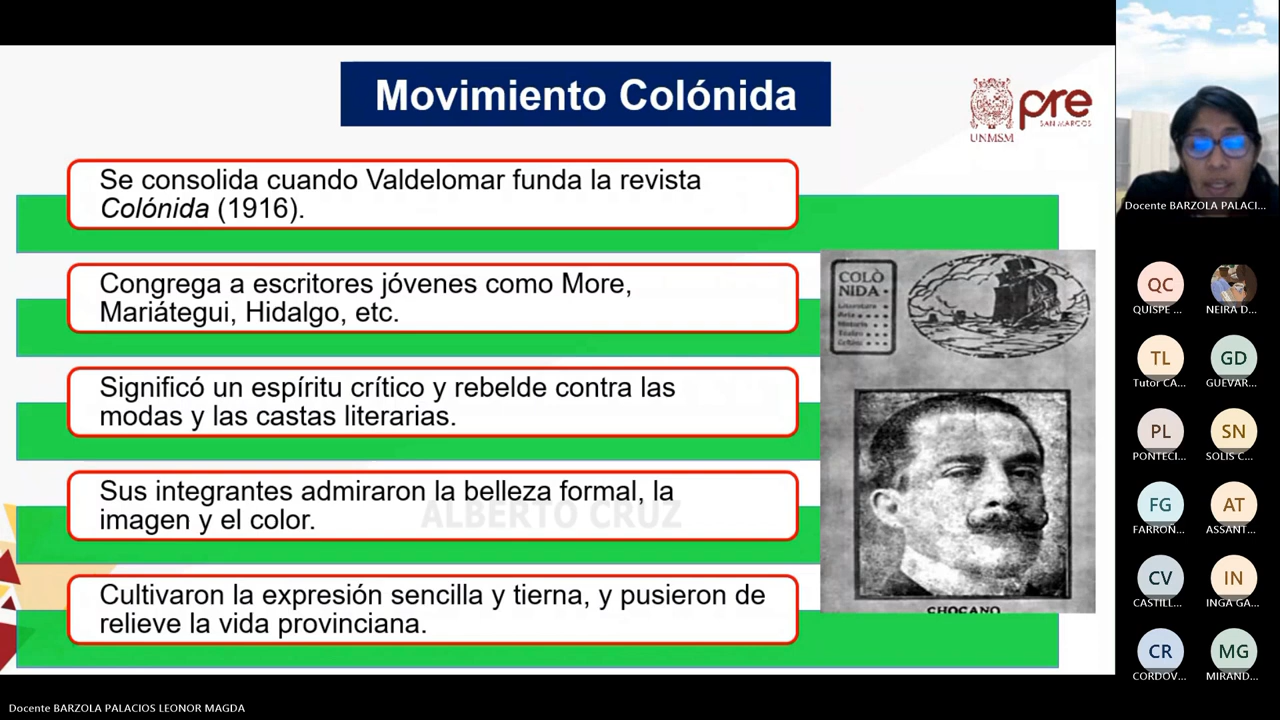 Movimiento Colónida
UNMSM
pre
SAN MARCOS
Se consolida cuando Valdelomar funda la revista
Colónida (1916).
Congrega a escritores jóvenes como More,
Mariátegui, Hidalgo, etc.
Significó un espíritu crítico y rebelde contra las
modas y las castas literarias.
Sus integrantes admiraron la belleza formal, la
imagen y el color.
ALBERTO CRUZ
Cultivaron la expresión sencilla y tierna, y pusieron de
relieve la vida provinciana.
COLÒ
NIDA
CHOCANO
Docente BARZOLA PALACI...
QC
QUISPE ...
NEIRA D...
TL
Tutor CA...
GD
GUEVAR...
PL
PONTECI...
SN
SOLIS C...
FG
FARROÑ...
AT
ASSANT...
CV
CASTILL...
IN
INGA GA...
CR
CORDOV...
MG
MIRAND...
Docente BARZOLA PALACIOS LEONOR MAGDA